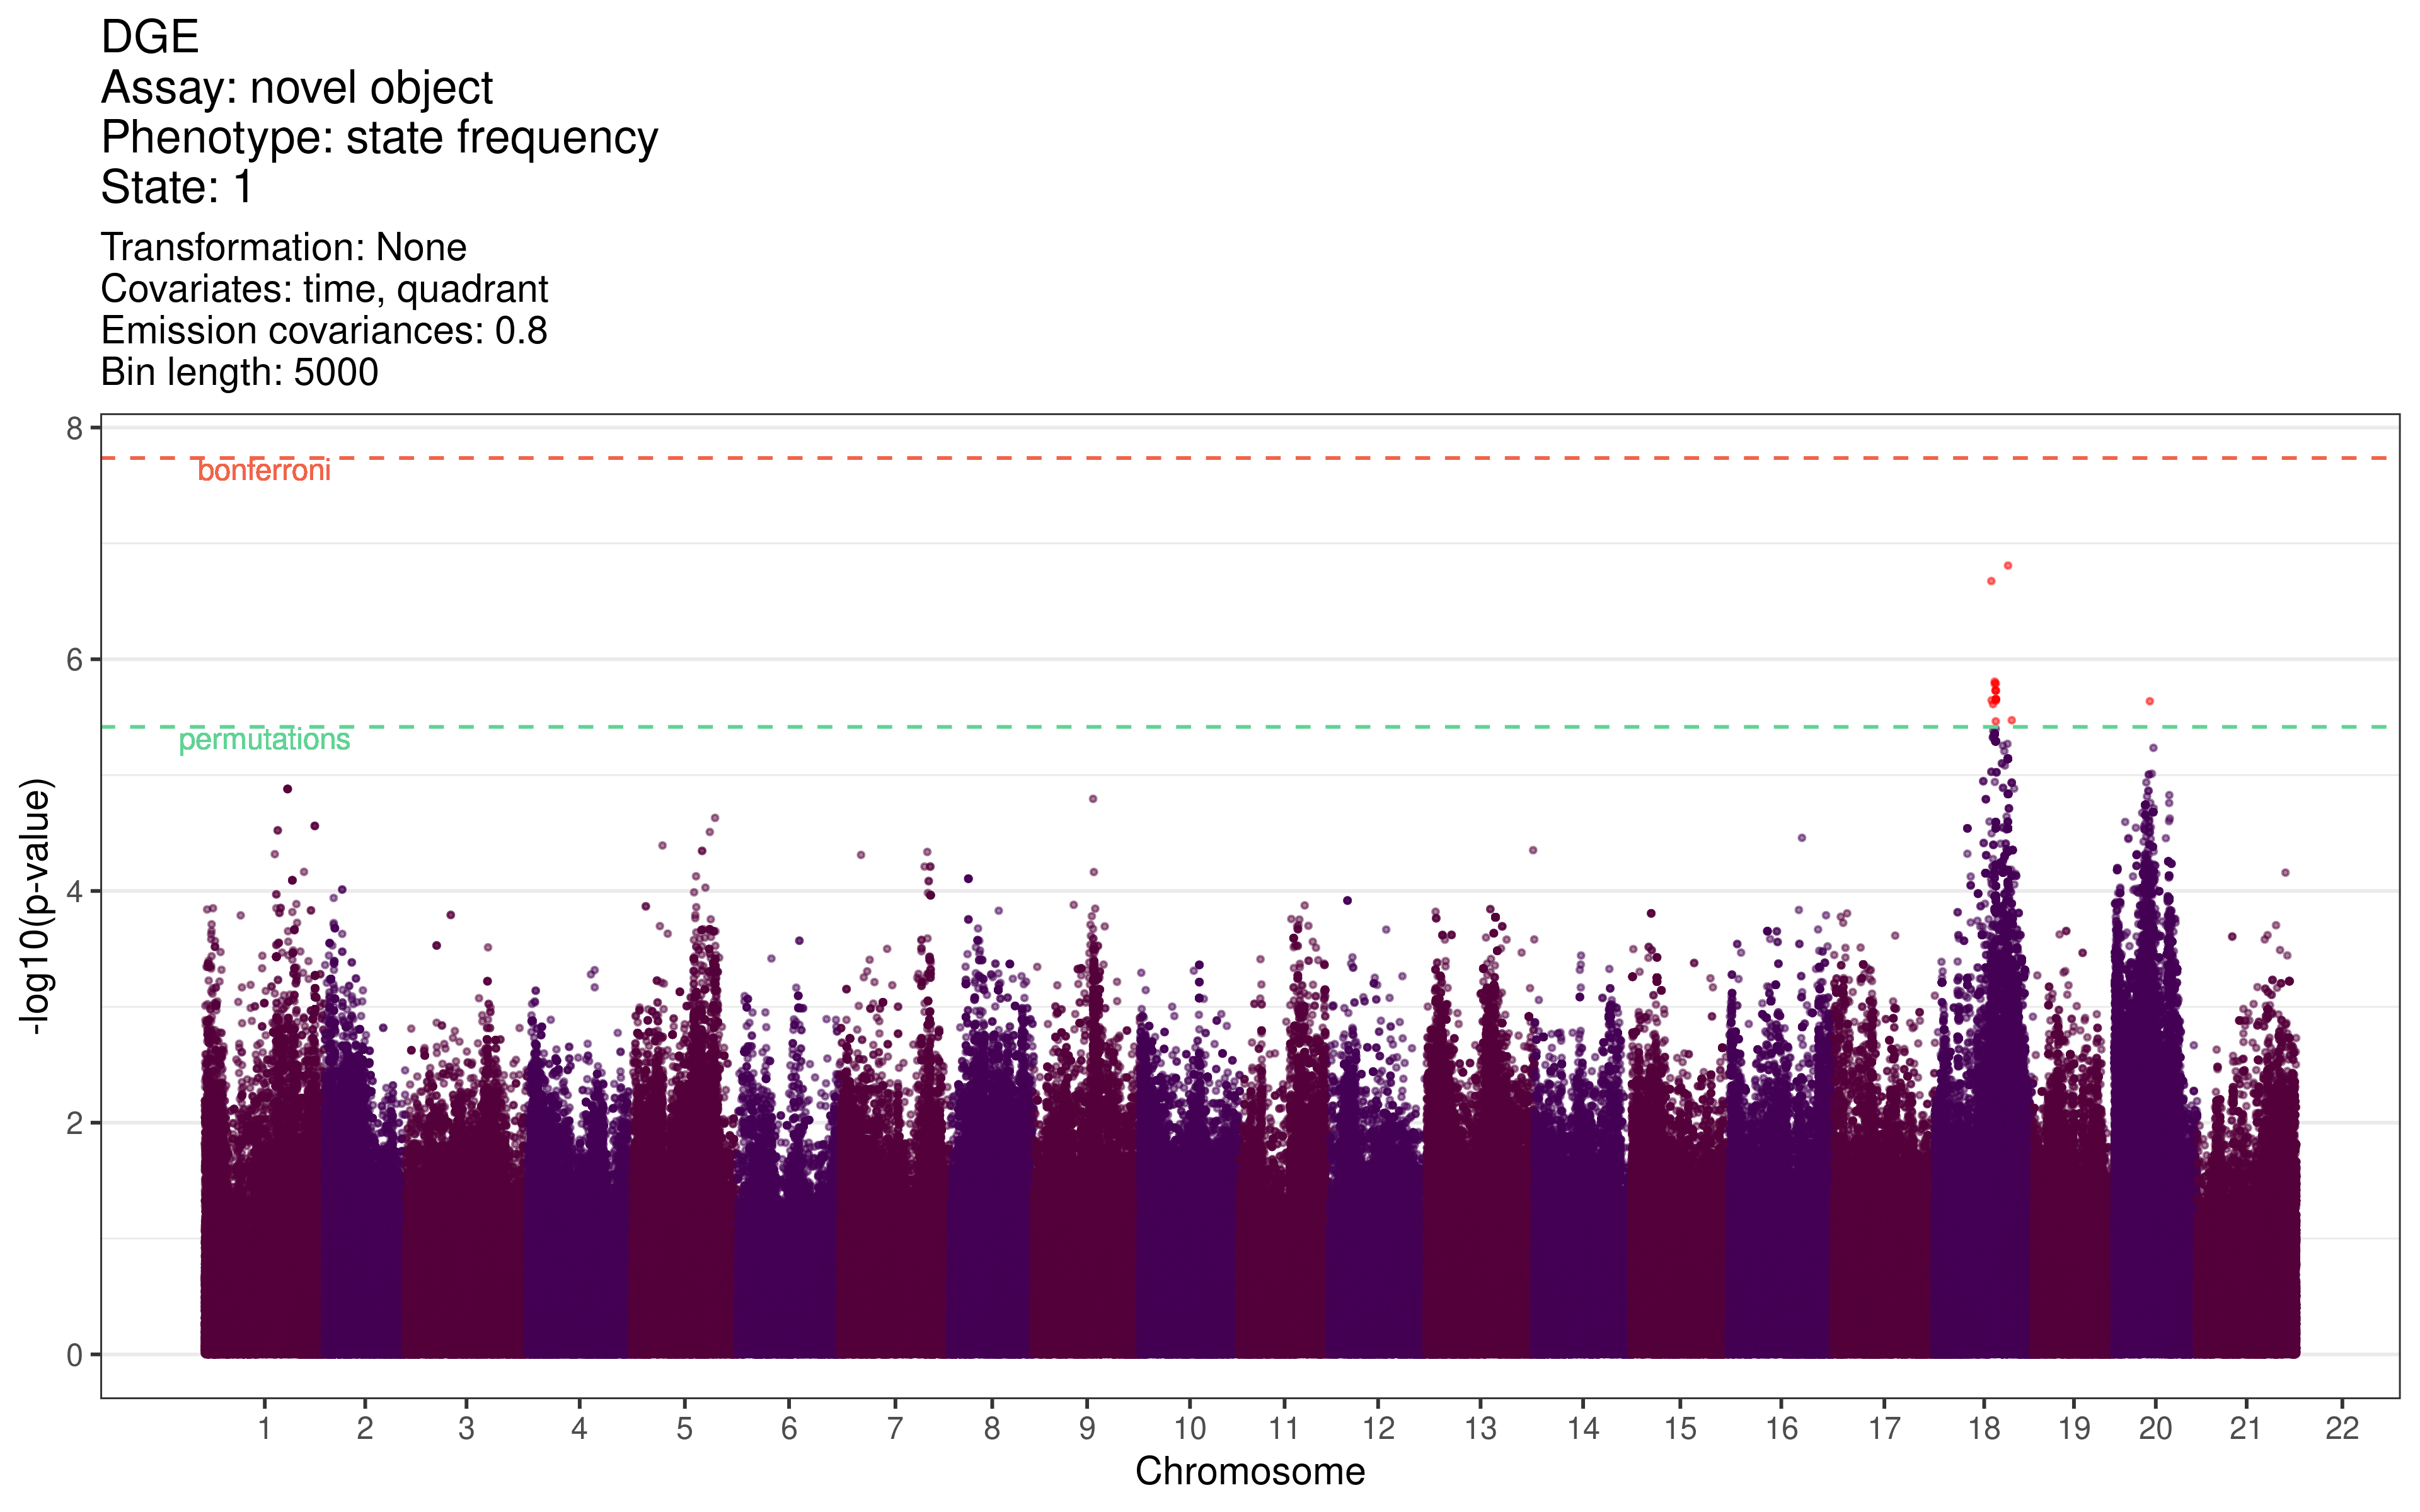 DGE
Assay: novel object
Phenotype: state frequency
State: 1
Transformation: None
Covariates: time, quadrant
Emission covariances: 0.8
Bin length: 5000
8
bonferroni
6
permutations
4
2
0
-log10(p-value)
1 2 3 4 5 6 7 8 9 10 11 12 13 14 15 16 17 18 19 20 21 22
Chromosome